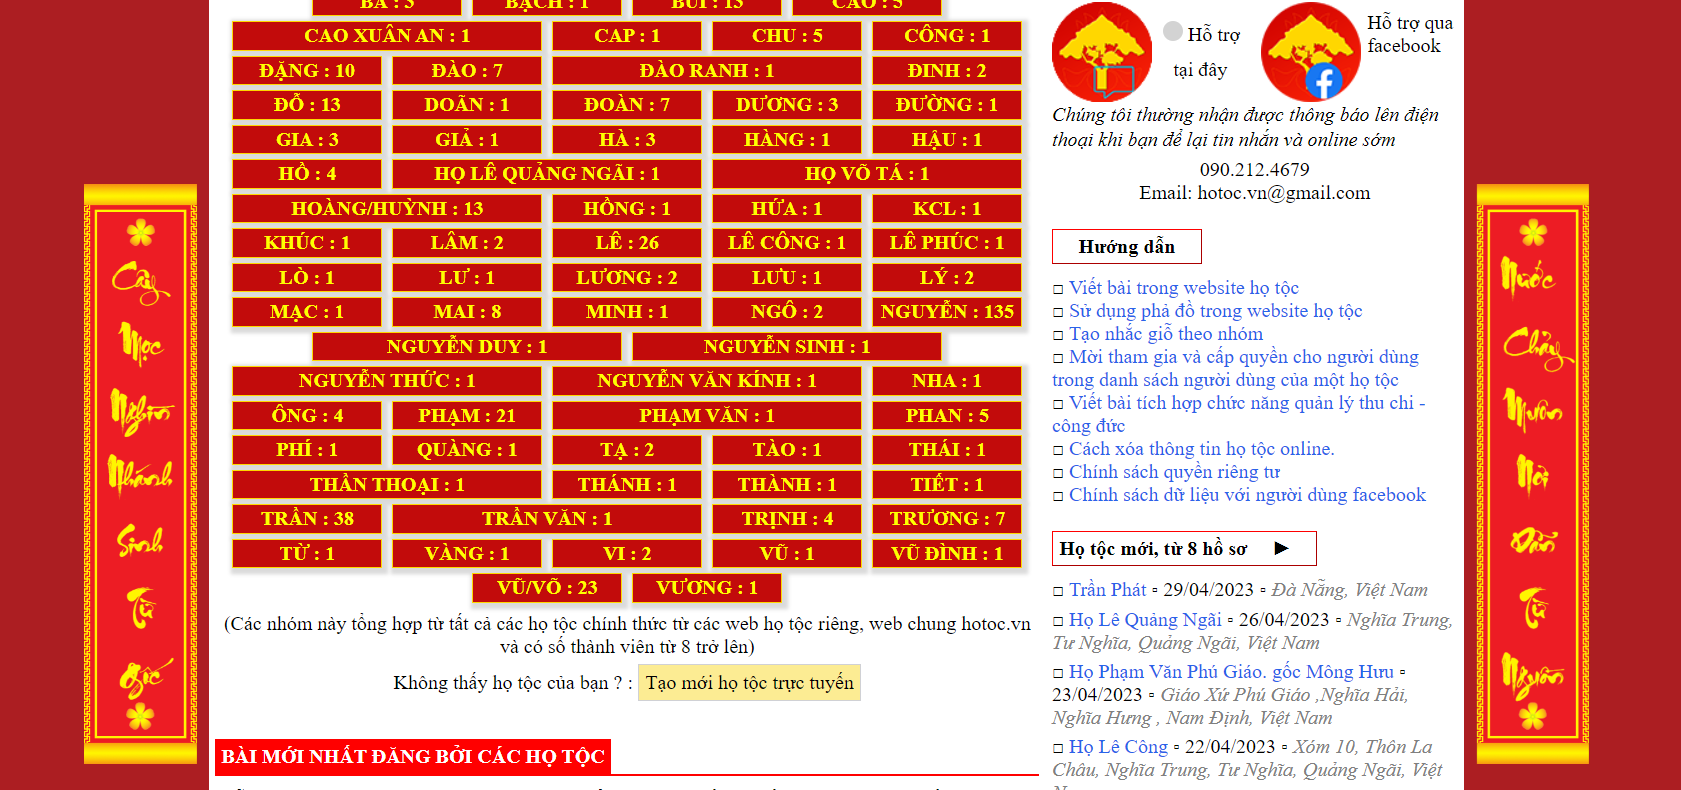 BÁ : 3
BẠCH : 1
BÙI : 13
CAO : 5
CAO XUÂN AN : 1
CAP : 1
CHU : 5
CÔNG : 1
ĐẶNG : 10
ĐÀO : 7
ĐÀO RANH : 1
ĐINH : 2
ĐỖ : 13
DOÃN : 1
ĐOÀN : 7
DƯƠNG : 3
ĐƯỜNG : 1
GIA : 3
GIẢ : 1
HÀ : 3
HÀNG : 1
HẬU : 1
HỒ : 4
HỌ LÊ QUẢNG NGÃI : 1
HỌ VÕ TÁ : 1
HOÀNG/HUỲNH : 13
HỒNG : 1
HỨA : 1
KCL : 1
KHÚC : 1
LÂM : 2
LÊ : 26
LÊ CÔNG : 1
LÊ PHÚC : 1
LÒ : 1
LƯ : 1
LƯƠNG : 2
LƯU : 1
LÝ : 2
MẠC : 1
MAI : 8
MINH : 1
NGÔ : 2
NGUYỄN : 135
NGUYỄN DUY : 1
NGUYỄN SINH : 1
NGUYỄN THỨC : 1
NGUYỄN VĂN KÍNH : 1
NHA : 1
ÔNG : 4
PHẠM : 21
PHẠM VĂN : 1
PHAN : 5
PHÍ : 1
QUÀNG : 1
TẠ : 2
TÀO : 1
THÁI : 1
THẦN THOẠI : 1
THÁNH : 1
THÀNH : 1
TIẾT : 1
TRẦN : 38
TRẦN VĂN : 1
TRỊNH : 4
TRƯƠNG : 7
TỪ : 1
VÀNG : 1
VI : 2
VŨ : 1
VŨ ĐÌNH : 1
VŨ/VÕ : 23
VƯƠNG : 1
(Các nhóm này tổng hợp từ tất cả các họ tộc chính thức từ các web họ tộc riêng, web chung hotoc.vn
và có số thành viên từ 8 trở lên)
Không thấy họ tộc của bạn ? : Tạo mới họ tộc trực tuyến
BÀI MỚI NHẤT ĐĂNG BỞI CÁC HỌ TỘC
Hỗ trợ
tại đây
Hỗ trợ qua
facebook
Chúng tôi thường nhận được thông báo lên điện
thoại khi bạn để lại tin nhắn và online sớm
090.212.4679
Email: hotoc.vn@gmail.com
Hướng dẫn
□ Viết bài trong website họ tộc
□ Sử dụng phả đồ trong website họ tộc
□ Tạo nhắc giỗ theo nhóm
□ Mời tham gia và cấp quyền cho người dùng
trong danh sách người dùng của một họ tộc
□ Viết bài tích hợp chức năng quản lý thu chi -
công đức
□ Cách xóa thông tin họ tộc online.
□ Chính sách quyền riêng tư
□ Chính sách dữ liệu với người dùng facebook
Họ tộc mới, từ 8 hồ sơ ►
□ Trần Phát ▫ 29/04/2023 ▫ Đà Nẵng, Việt Nam
□ Họ Lê Quảng Ngãi ▫ 26/04/2023 ▫ Nghĩa Trung,
Tư Nghĩa, Quảng Ngãi, Việt Nam
□ Họ Phạm Văn Phú Giáo. gốc Mông Hưu ▫
23/04/2023 ▫ Giáo Xứ Phú Giáo ,Nghĩa Hải,
Nghĩa Hưng , Nam Định, Việt Nam
□ Họ Lê Công ▫ 22/04/2023 ▫ Xóm 10, Thôn La
Châu, Nghĩa Trung, Tư Nghĩa, Quảng Ngãi, Việt
Cây
Mọc
Nghìn
Nhánh
Sinh
Từ
gốc
Nước
Chảy
Muôn
Nơi
Dẫn
Từ
Nguồn